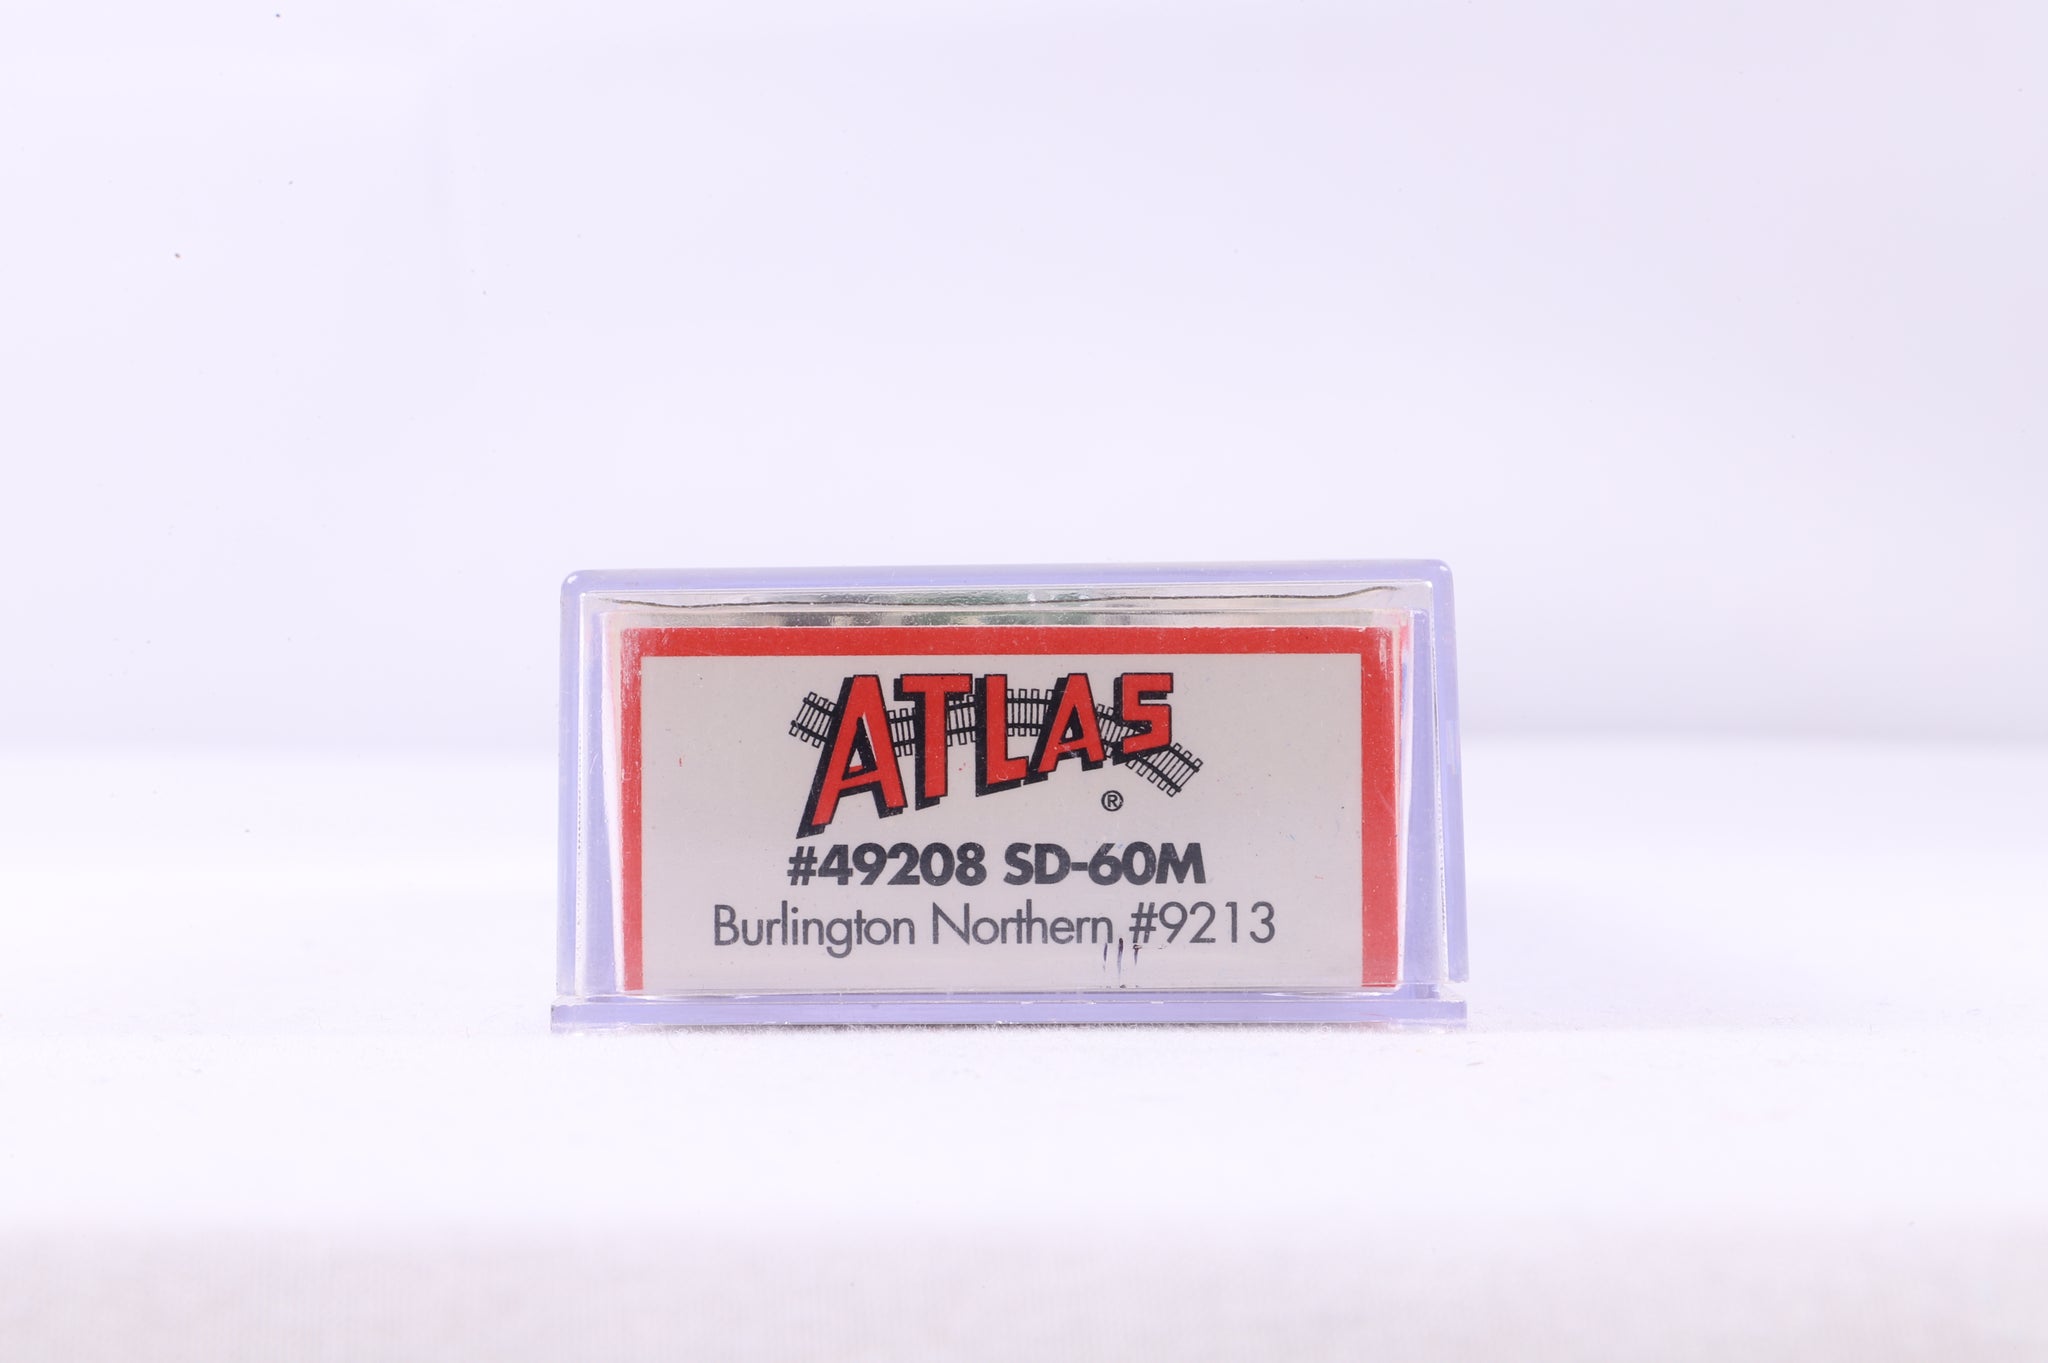 ATLAS
®
#49208 SD-60M
Burlington Northern #9213